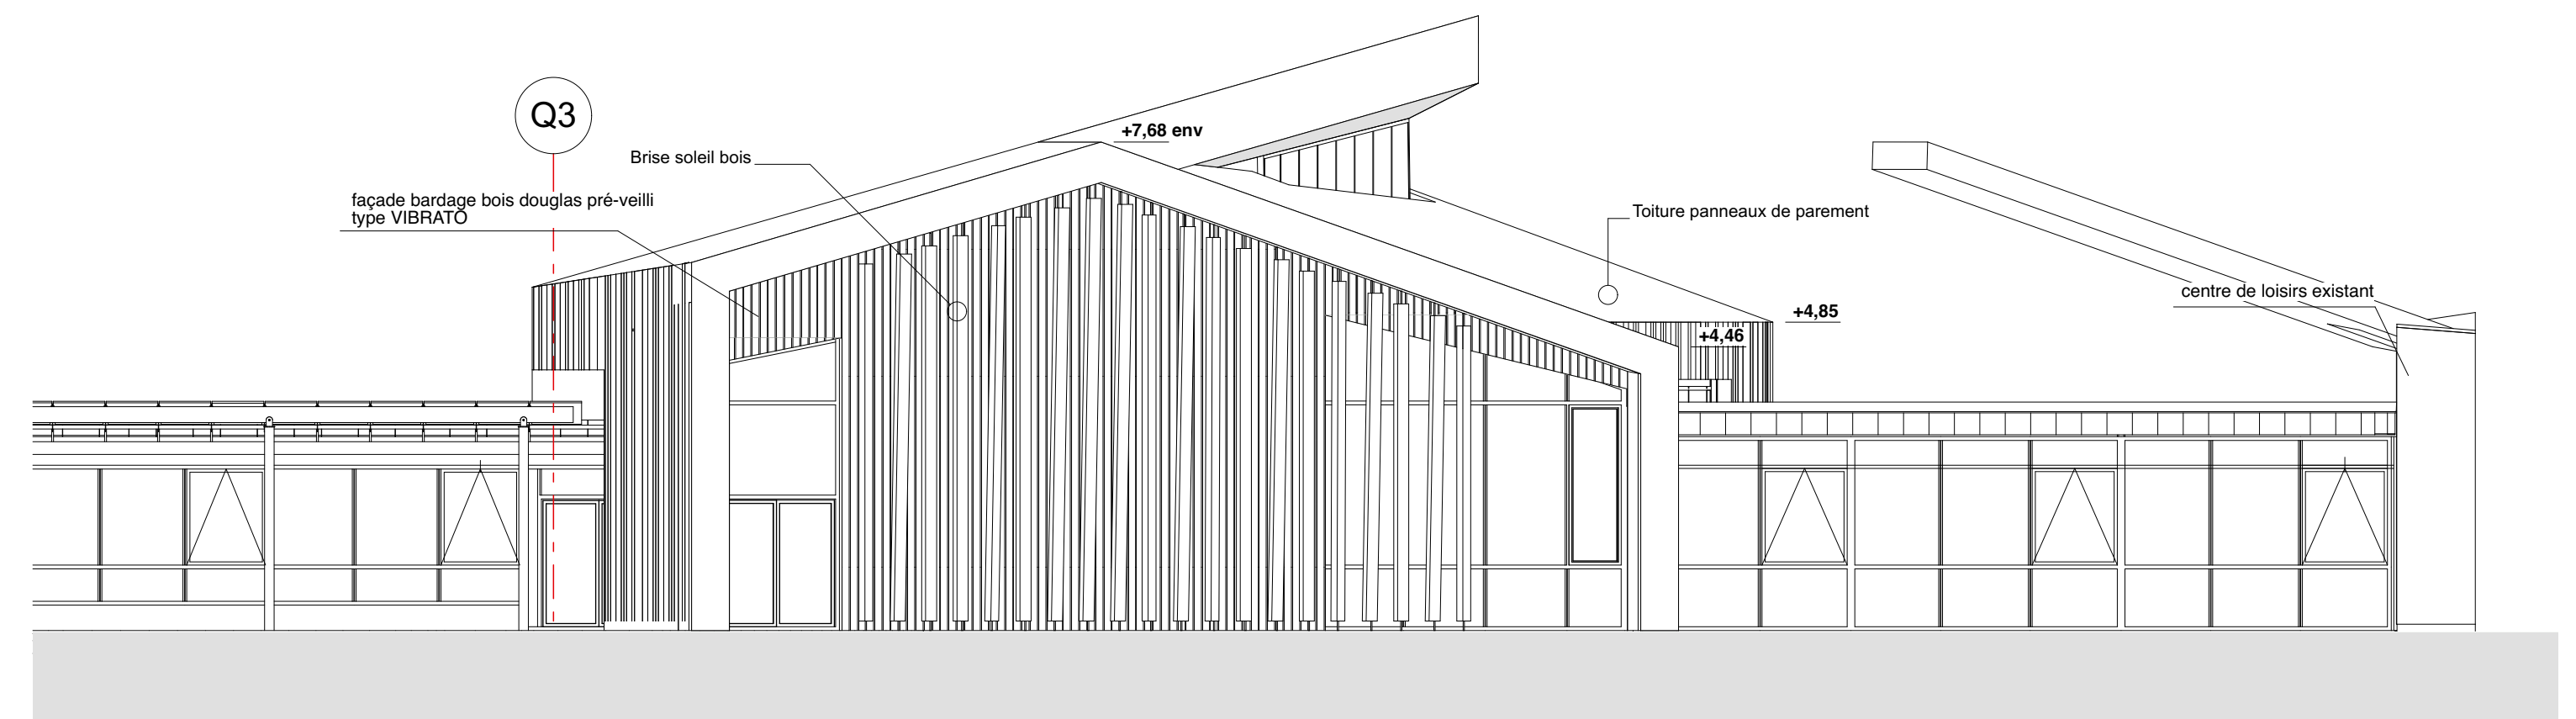 Q3
+7,68 env
Brise soleil bois
façade bardage bois douglas pré-veilli
type VIBRATO
Toiture panneaux de parement
centre de loisirs existant
+4,85
+4,46